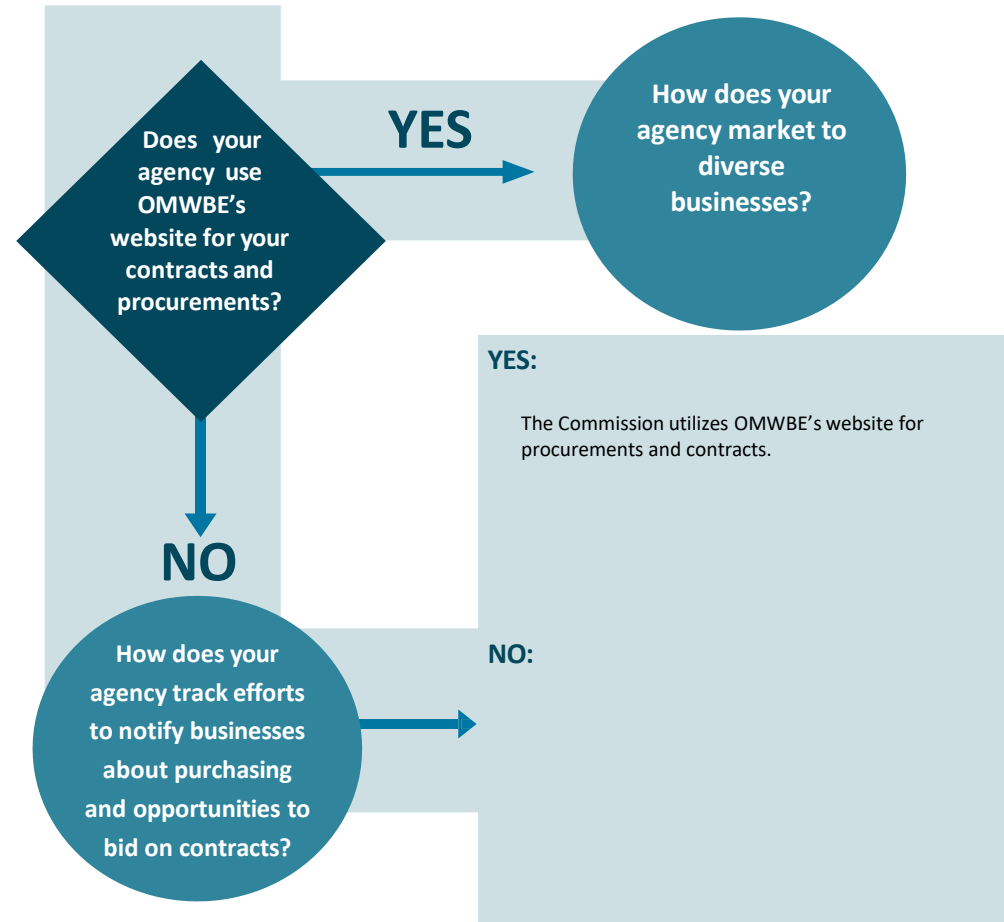 Does your
agency use
OMWBE’s
website for your
contracts and
procurements?
YES
How does your
agency market to
diverse
businesses?
YES:
The Commission utilizes OMWBE’s website for
procurements and contracts.
NO
How does your
agency track efforts
to notify businesses
about purchasing
and opportunities to
bid on contracts?
NO: